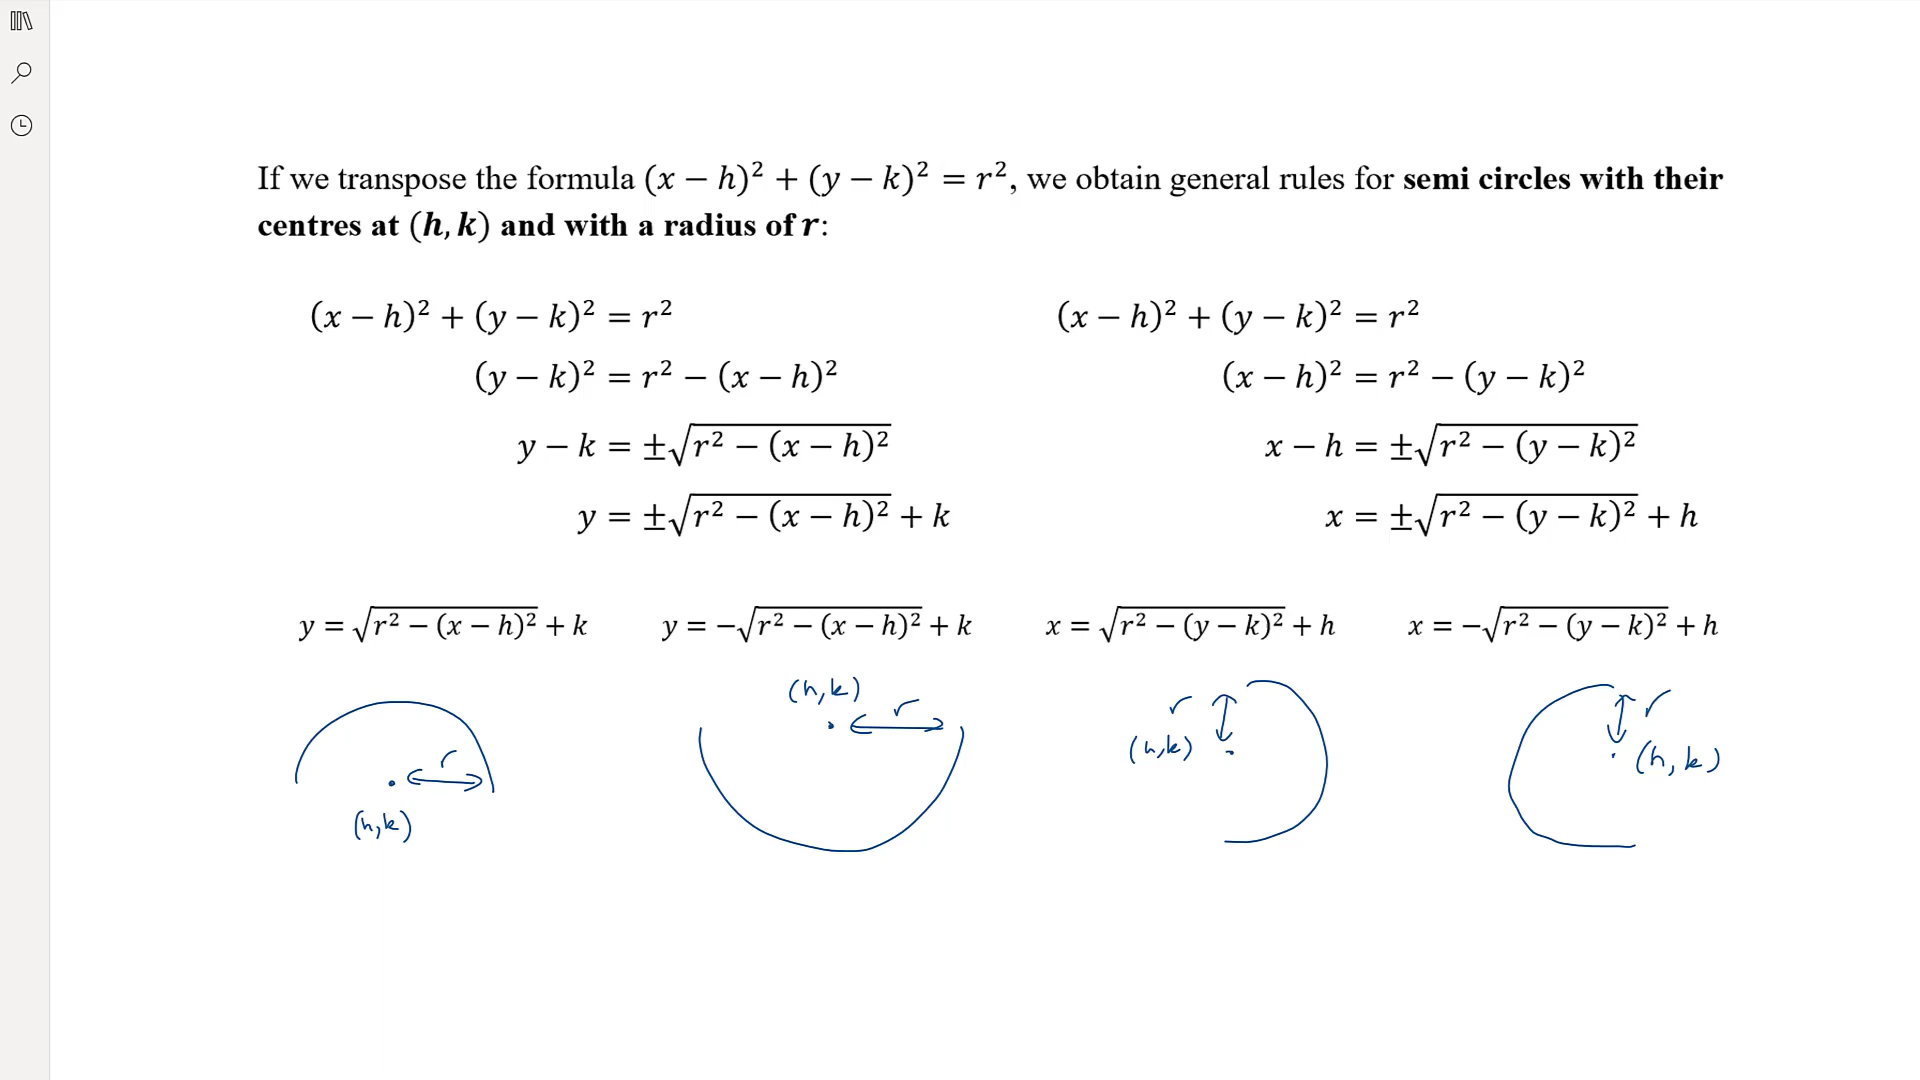 If we transpose the formula (x − h)² + (y − k)² = r², we obtain general rules for semi circles with their
centres at (h, k) and with a radius of r:
(x − h)² + (y − k)² = r²
(y − k)² = r² − (x − h)²
y − k = ±√(r² − (x − h)²)
y = ±√(r² − (x − h)²) + k
(x − h)² + (y − k)² = r²
(x − h)² = r² − (y − k)²
x − h = ±√(r² − (y − k)²)
x = ±√(r² − (y − k)²) + h
y = √(r² − (x − h)²) + k
y = −√(r² − (x − h)²) + k
x = √(r² − (y − k)²) + h
x = −√(r² − (y − k)²) + h
r
(h,k)
(h,k)
r
r
(h,k)
r
(h,k)